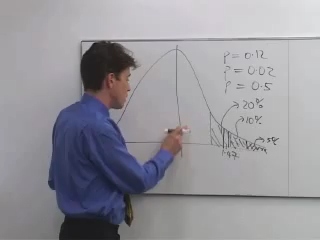 P = 0.12
P = 0.02
P = 0.5
20%
10%
5%